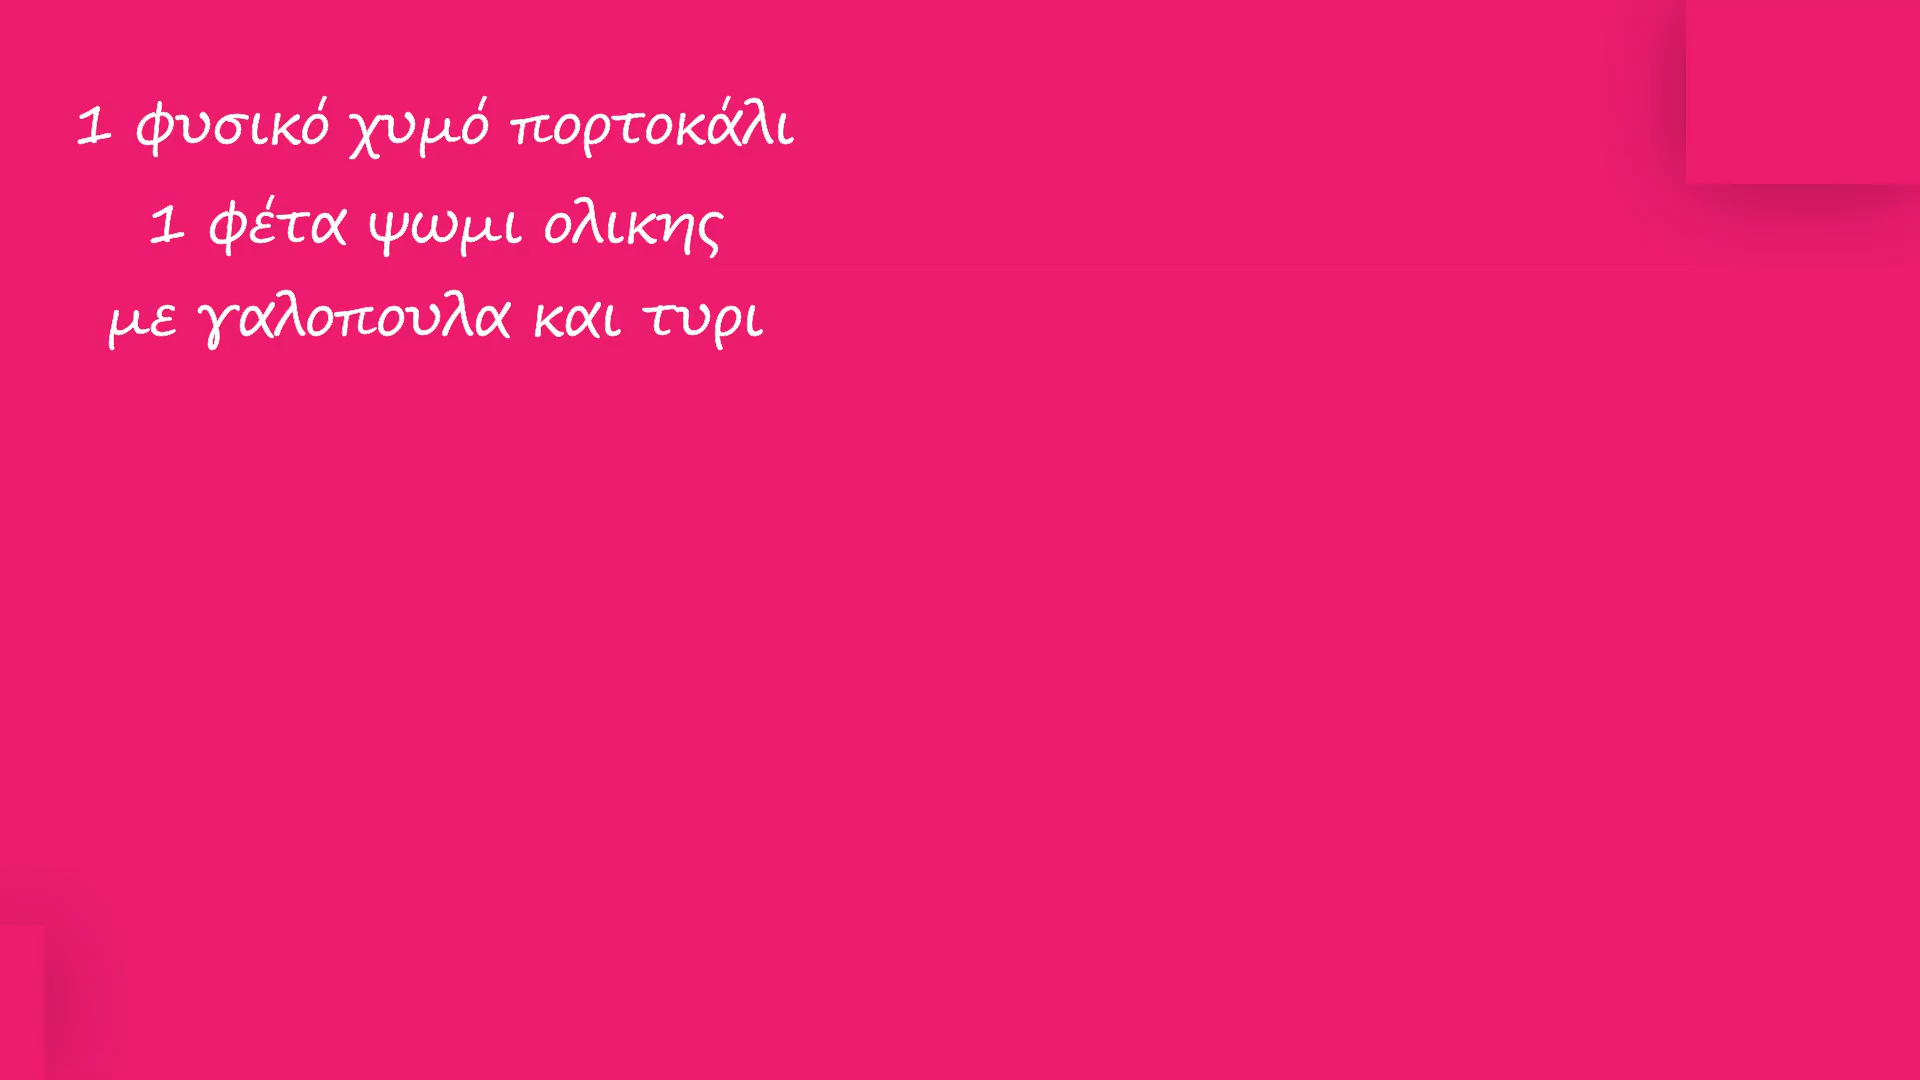 1 φυσικό χυμό πορτοκάλι
1 φέτα ψωμι ολικης
με γαλοπουλα και τυρι